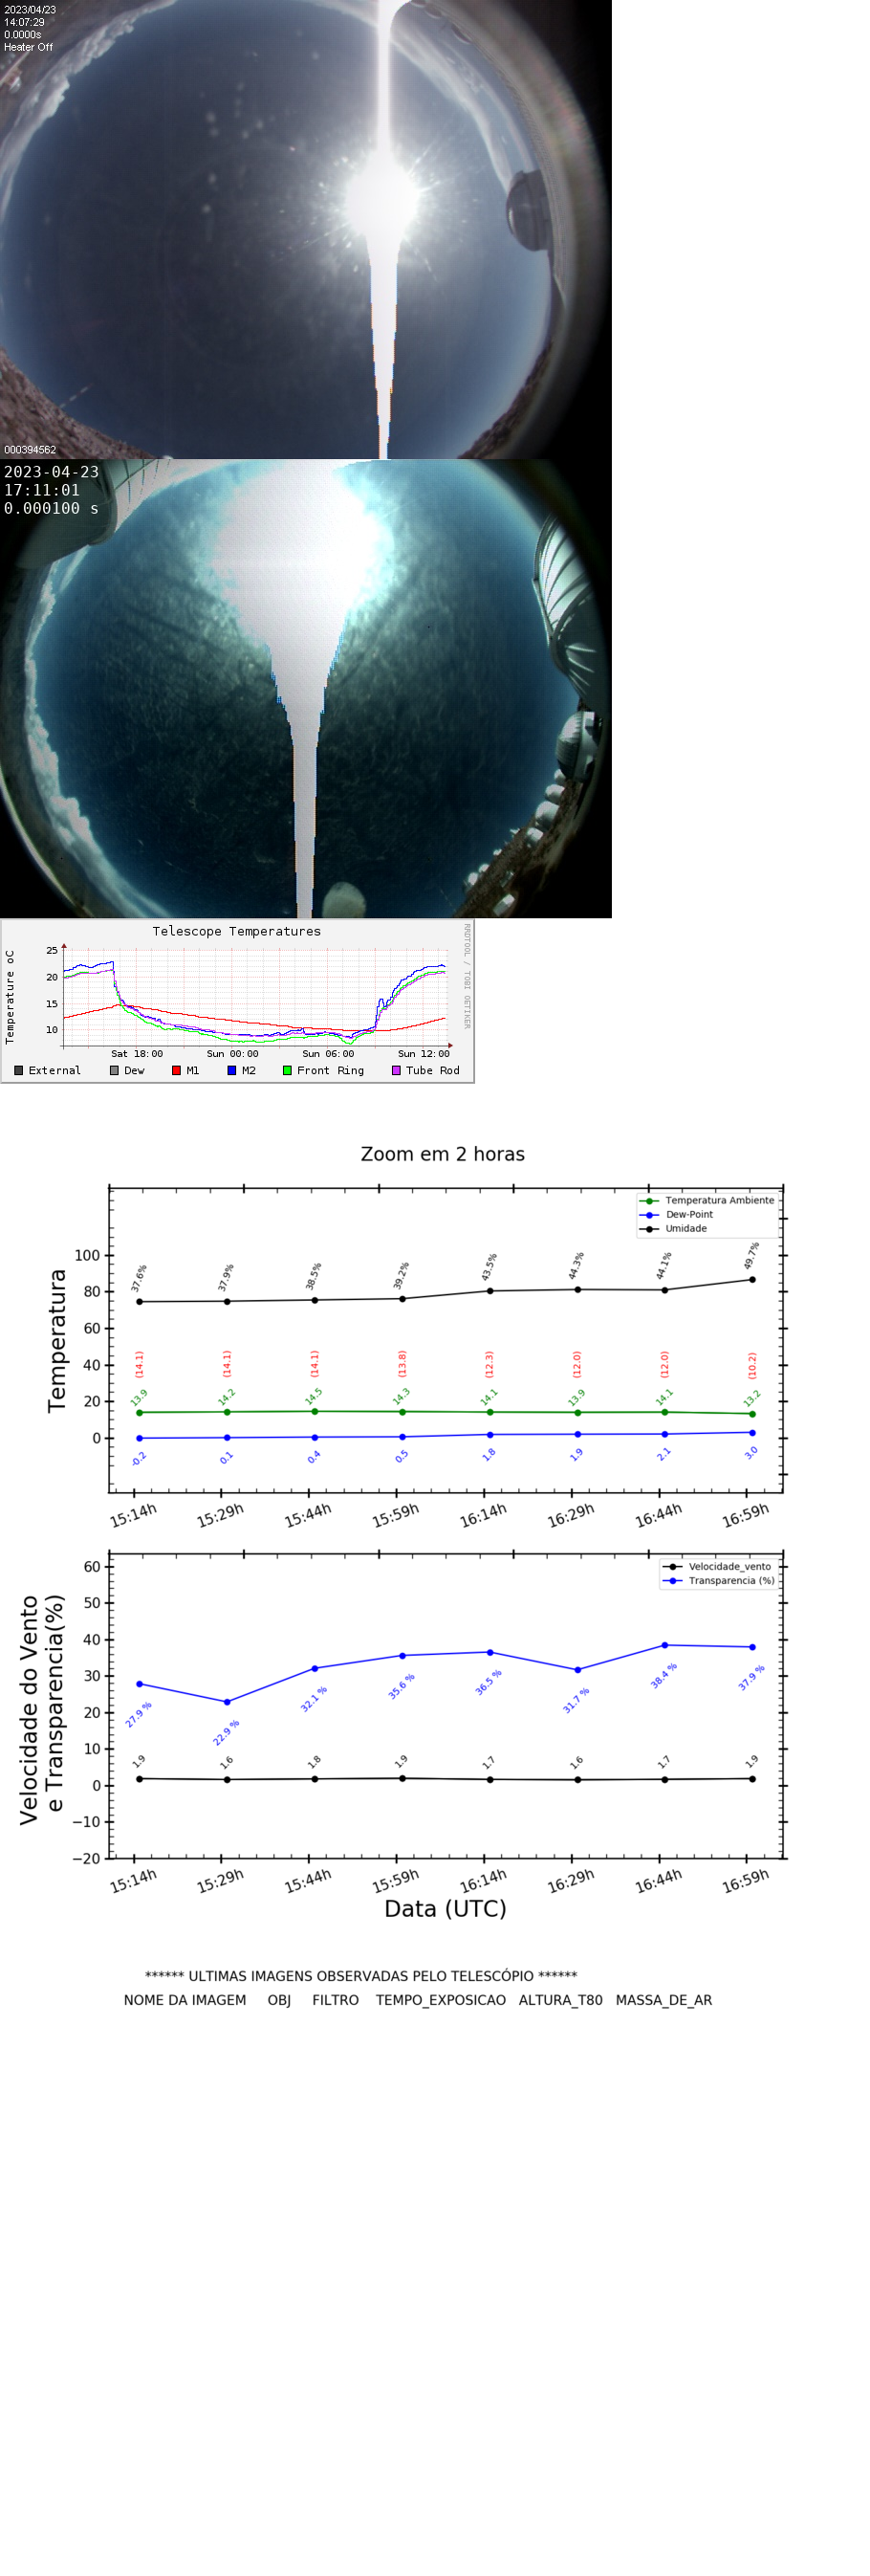 2023/04/23
14:07:29
0.0000s
Heater Off
000394562
2023-04-23
17:11:01
0.000100 s
Telescope Temperatures
RRDTOOL / TOBI OETIKER
Temperature oC
25
20
15
10
Sat 18:00 Sun 00:00 Sun 06:00 Sun 12:00
External Dew M1 M2 Front Ring Tube Rod
Zoom em 2 horas
Temperatura Ambiente
Dew-Point
Umidade
Temperatura
100
80
60
40
20
0
37.6% 37.9% 38.5% 39.2% 43.5% 44.3% 44.1% 49.7%
(14.1) (14.1) (14.1) (13.8) (12.3) (12.0) (12.0) (10.2)
13.9 14.2 14.5 14.3 14.1 13.9 14.1 13.2
-0.2 0.1 0.4 0.5 1.8 1.9 2.1 3.0
15:14h 15:29h 15:44h 15:59h 16:14h 16:29h 16:44h 16:59h
Velocidade_vento
Transparencia (%)
Velocidade do Vento
e Transparencia(%)
60
50
40
30
20
10
0
−10
−20
27.9 % 22.9 % 32.1 % 35.6 % 36.5 % 31.7 % 38.4 % 37.9 %
1.9 1.6 1.8 1.9 1.7 1.6 1.7 1.9
15:14h 15:29h 15:44h 15:59h 16:14h 16:29h 16:44h 16:59h
Data (UTC)
****** ULTIMAS IMAGENS OBSERVADAS PELO TELESCÓPIO ******
NOME DA IMAGEM OBJ FILTRO TEMPO_EXPOSICAO ALTURA_T80 MASSA_DE_AR